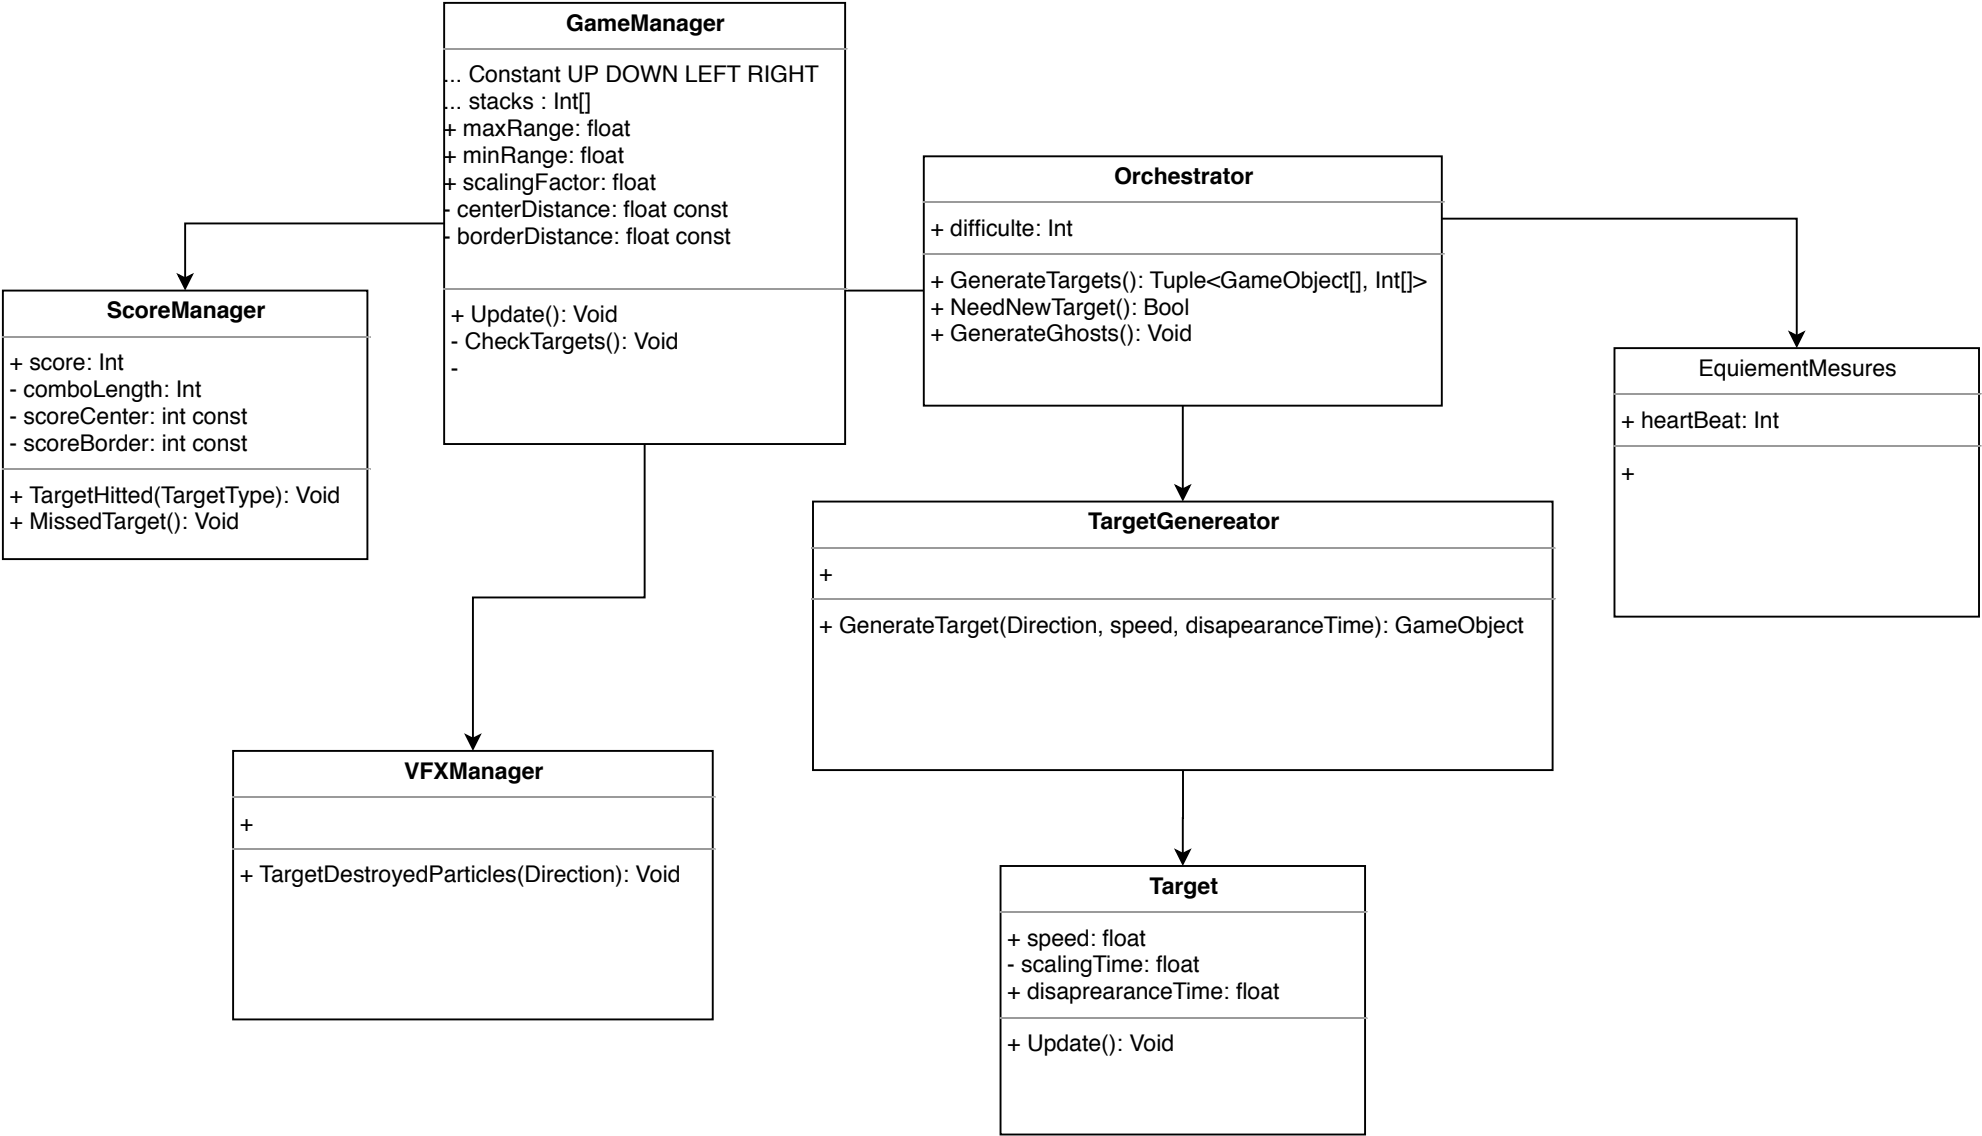 GameManager
... Constant UP DOWN LEFT RIGHT
... stacks : Int[]
+ maxRange: float
+ minRange: float
+ scalingFactor: float
- centerDistance: float const
- borderDistance: float const
+ Update(): Void
- CheckTargets(): Void
-
Orchestrator
+ difficulte: Int
+ GenerateTargets(): Tuple<GameObject[], Int[]>
+ NeedNewTarget(): Bool
+ GenerateGhosts(): Void
ScoreManager
+ score: Int
- comboLength: Int
- scoreCenter: int const
- scoreBorder: int const
+ TargetHitted(TargetType): Void
+ MissedTarget(): Void
EquiementMesures
+ heartBeat: Int
+
TargetGenereator
+
+ GenerateTarget(Direction, speed, disapearanceTime): GameObject
VFXManager
+
+ TargetDestroyedParticles(Direction): Void
Target
+ speed: float
- scalingTime: float
+ disaprearanceTime: float
+ Update(): Void